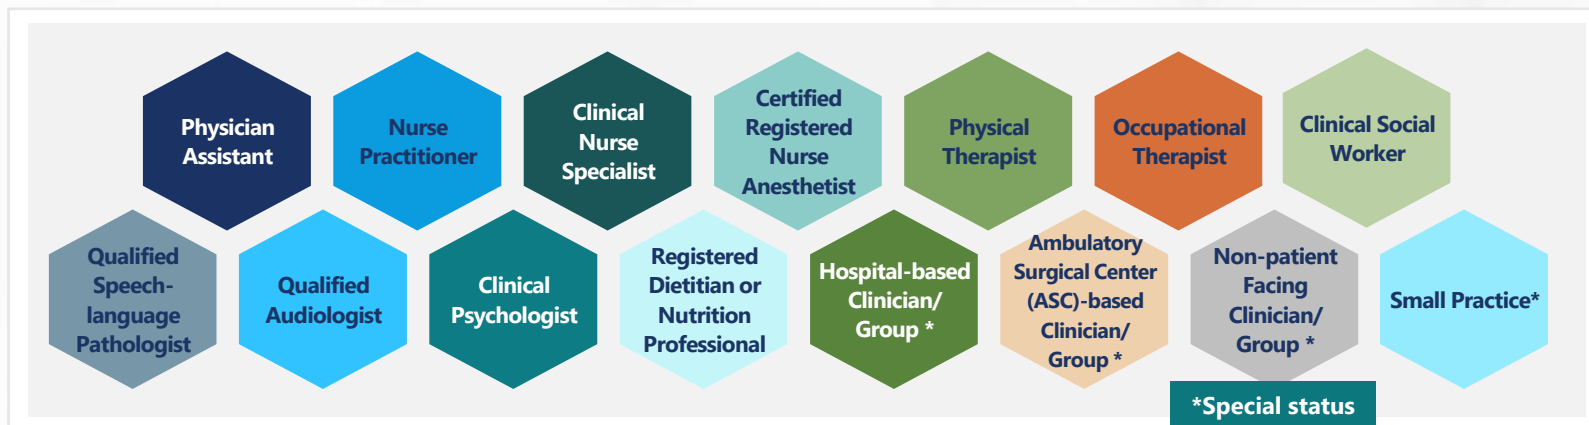 Physician
Assistant
Nurse
Practitioner
Clinical
Nurse
Specialist
Certified
Registered
Nurse
Anesthetist
Physical
Therapist
Occupational
Therapist
Clinical Social
Worker
Qualified
Speech-
language
Pathologist
Qualified
Audiologist
Clinical
Psychologist
Registered
Dietitian or
Nutrition
Professional
Hospital-based
Clinician/
Group *
Ambulatory
Surgical Center
(ASC)-based
Clinician/
Group *
Non-patient
Facing
Clinician/
Group *
Small Practice*
*Special status